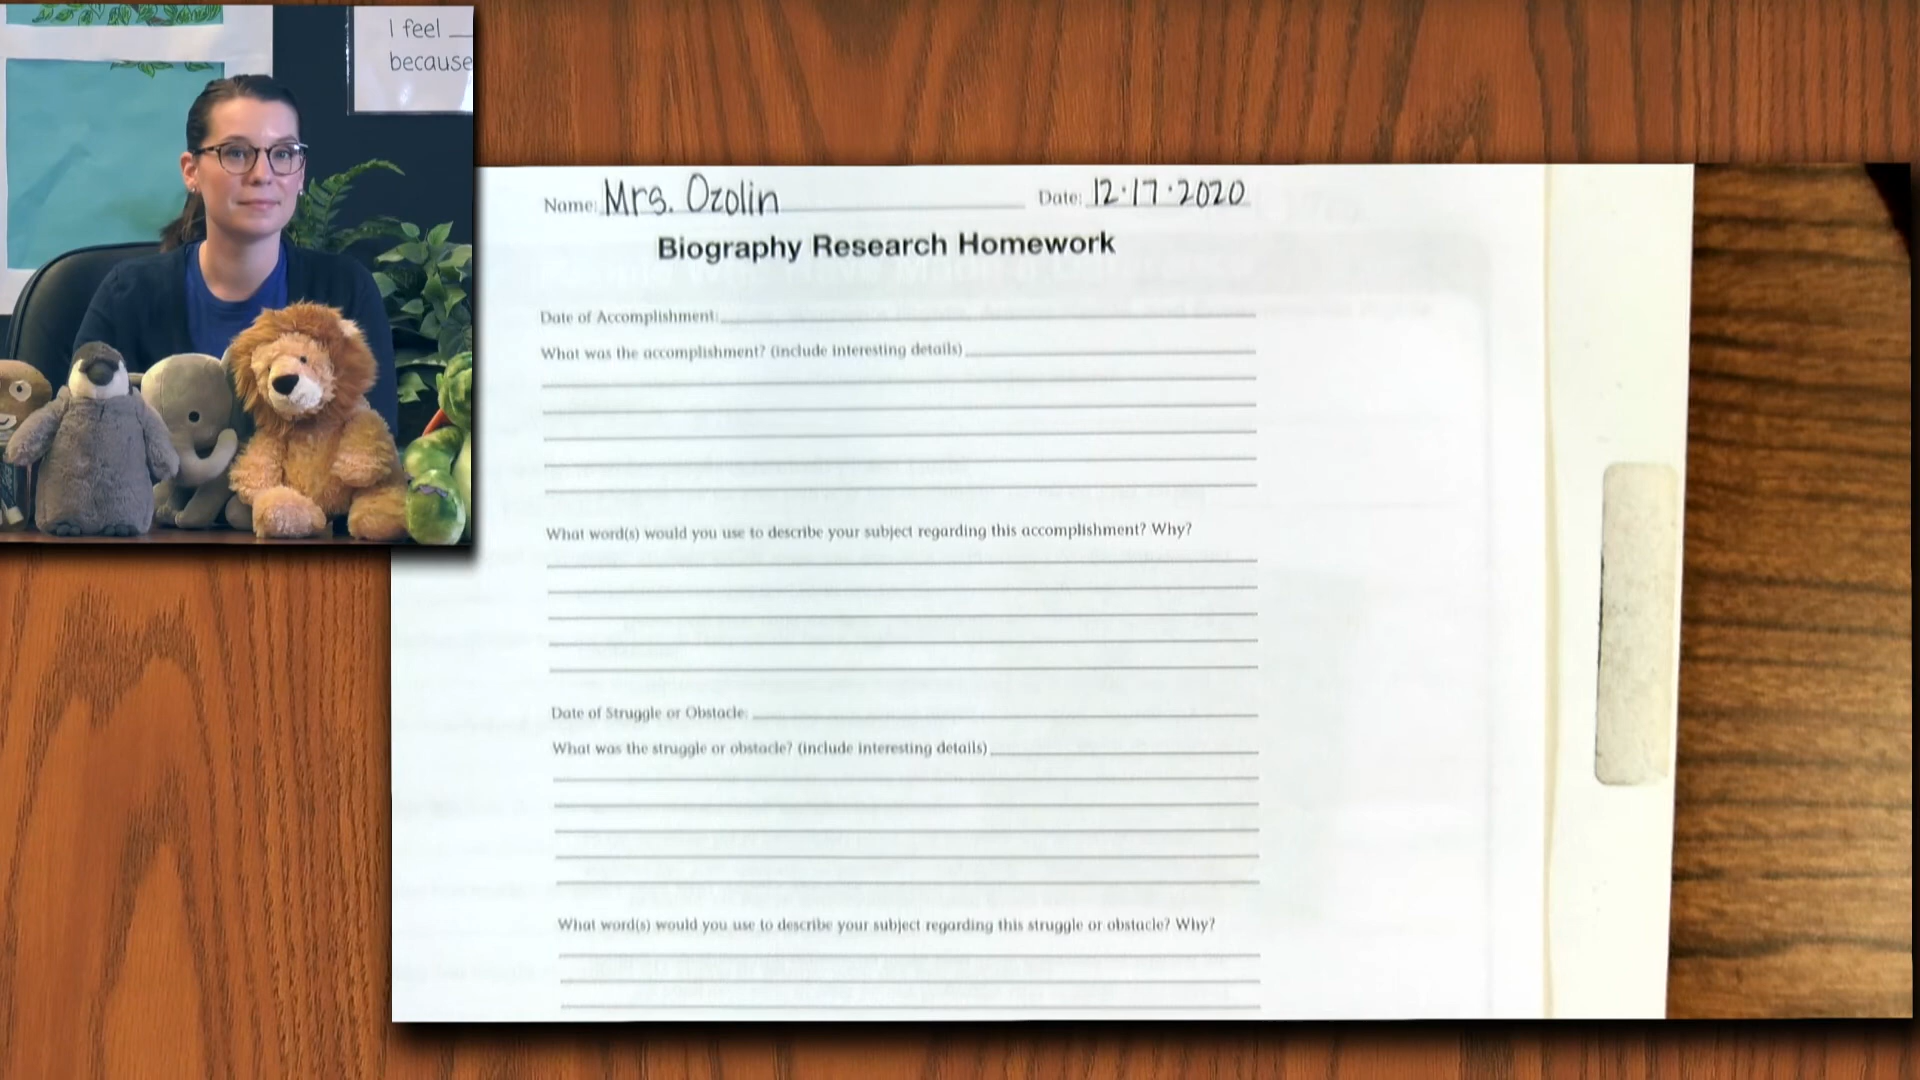 I feel
because
Name: Mrs. Ozolin Date: 12·17·2020
Biography Research Homework
Date of Accomplishment:
What was the accomplishment? (include interesting details)
What word(s) would you use to describe your subject regarding this accomplishment? Why?
Date of Struggle or Obstacle:
What was the struggle or obstacle? (include interesting details)
What word(s) would you use to describe your subject regarding this struggle or obstacle? Why?